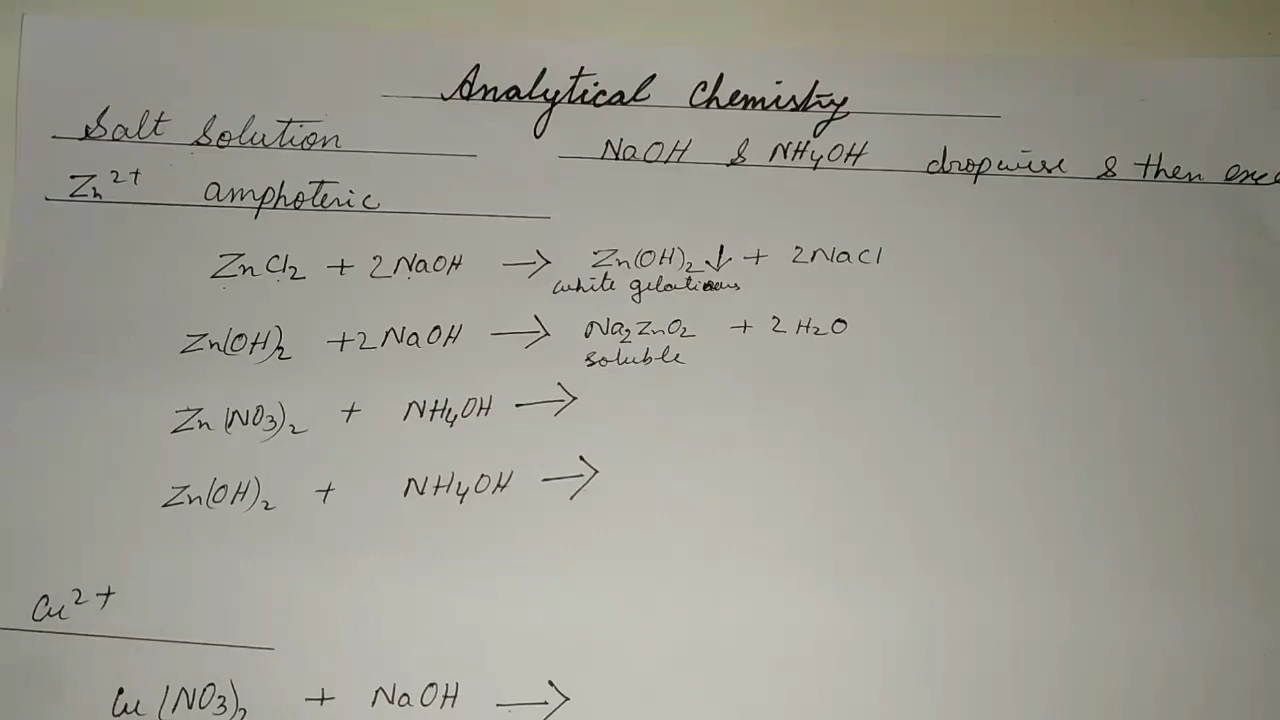 Analytical Chemistry
Salt Solution NaOH & NH4OH dropwise & then
Zn²⁺ amphoteric
ZnCl₂ + 2NaOH → Zn(OH)₂↓ + 2NaCl
white gelatinous
Zn(OH)₂ + 2NaOH → Na₂ZnO₂ + 2H₂O
soluble
Zn(NO₃)₂ + NH₄OH →
Zn(OH)₂ + NH₄OH →
Cu²⁺
Cu(NO₃)₂ + NaOH →